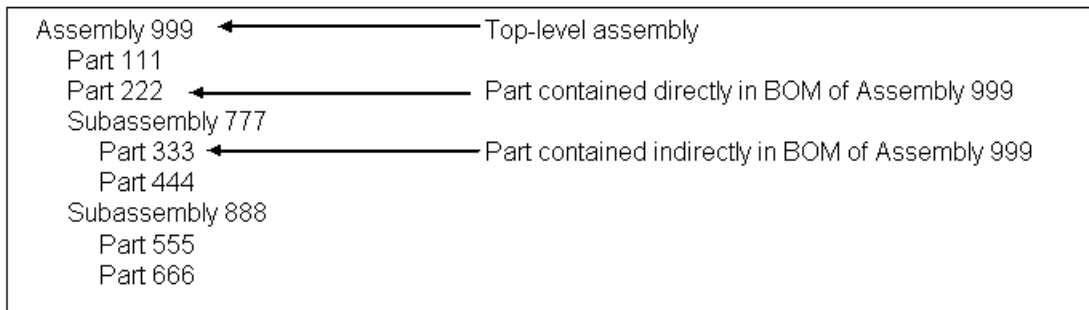 Assembly 999 Top-level assembly
Part 111
Part 222 Part contained directly in BOM of Assembly 999
Subassembly 777
Part 333 Part contained indirectly in BOM of Assembly 999
Part 444
Subassembly 888
Part 555
Part 666